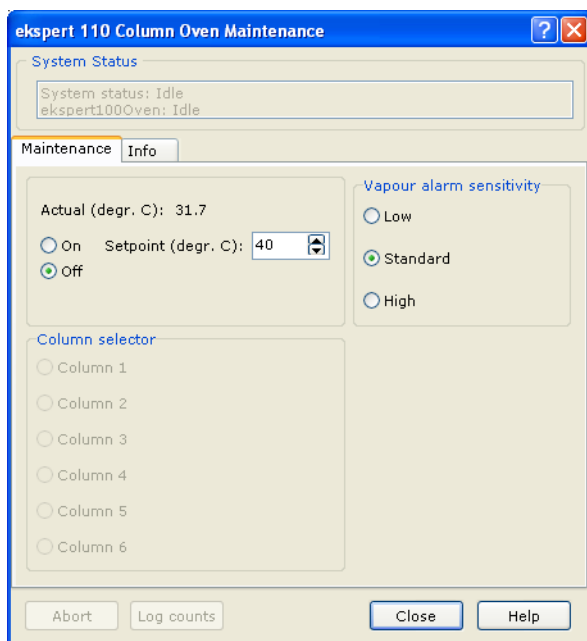 ekspert 110 Column Oven Maintenance
System Status
System status: Idle
ekspert100Oven: Idle
Maintenance Info
Actual (degr. C): 31.7
On Setpoint (degr. C): 40
Off
Vapour alarm sensitivity
Low
Standard
High
Column selector
Column 1
Column 2
Column 3
Column 4
Column 5
Column 6
Abort Log counts Close Help